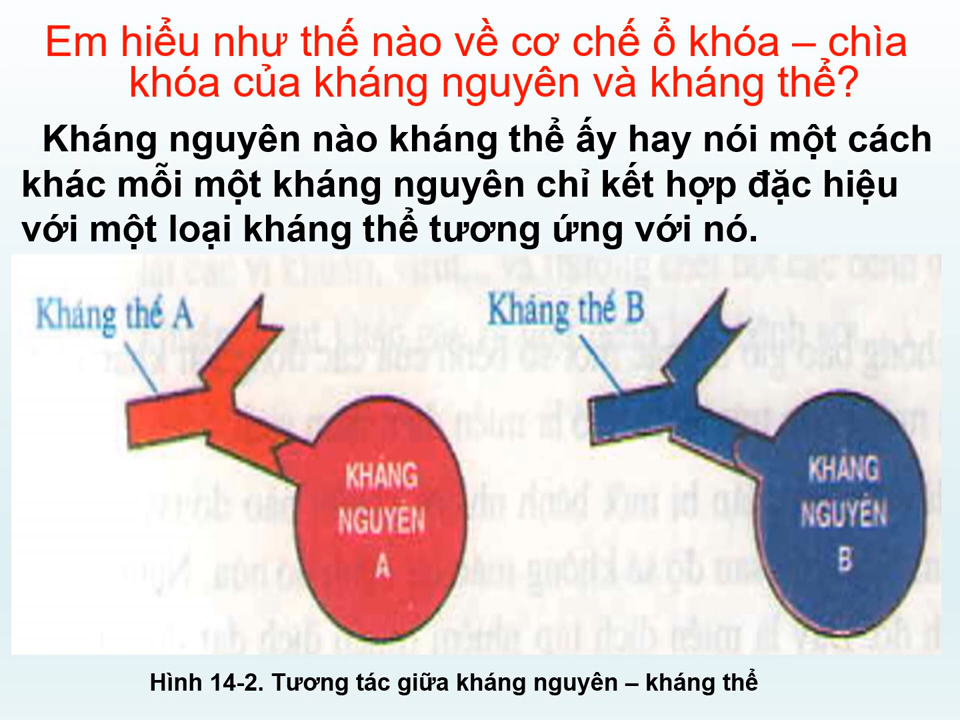 Em hiểu như thế nào về cơ chế ổ khóa – chìa
khóa của kháng nguyên và kháng thể?
Kháng nguyên nào kháng thể ấy hay nói một cách
khác mỗi một kháng nguyên chỉ kết hợp đặc hiệu
với một loại kháng thể tương ứng với nó.
Kháng thể A
Kháng thể B
KHÁNG
NGUYÊN
A
KHÁNG
NGUYÊN
B
Hình 14-2. Tương tác giữa kháng nguyên – kháng thể